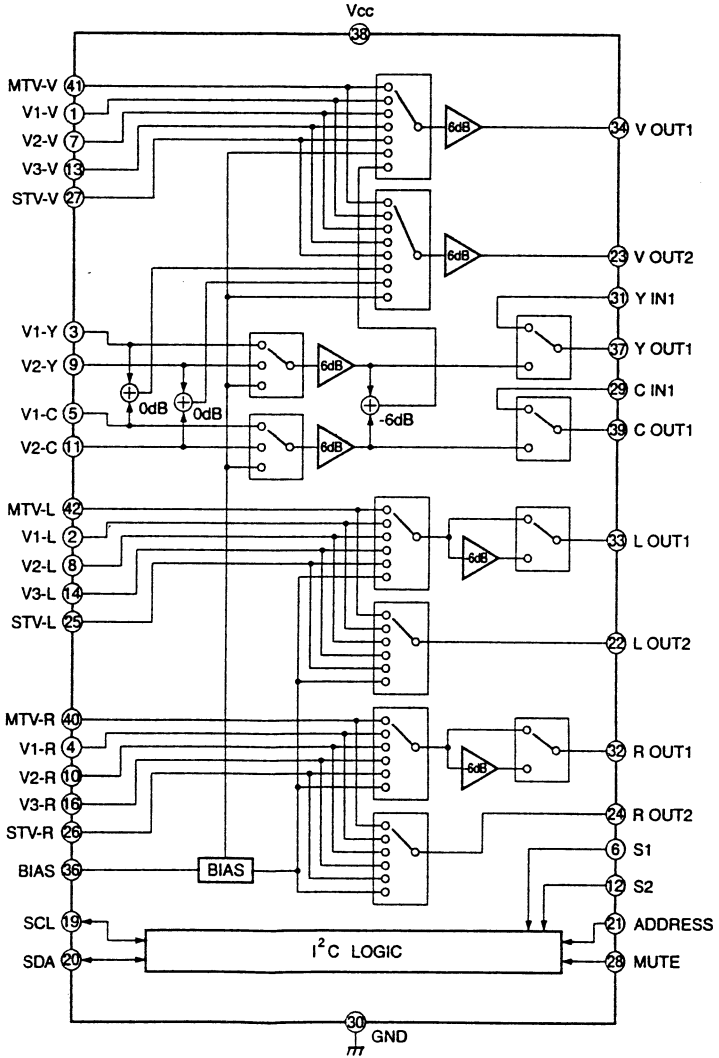 Vcc
38
MTV-V 41
V1-V 1
V2-V 7
V3-V 13
STV-V 27
6dB
34 V OUT1
6dB
23 V OUT2
31 Y IN1
V1-Y 3
V2-Y 9
6dB
37 Y OUT1
29 C IN1
0dB
0dB
-6dB
V1-C 5
V2-C 11
6dB
39 C OUT1
MTV-L 42
V1-L 2
V2-L 8
V3-L 14
STV-L 25
-6dB
33 L OUT1
22 L OUT2
MTV-R 40
V1-R 4
V2-R 10
V3-R 16
STV-R 26
-6dB
32 R OUT1
24 R OUT2
6 S1
BIAS 36
BIAS
12 S2
SCL 19
21 ADDRESS
SDA 20
I²C LOGIC
28 MUTE
30 GND